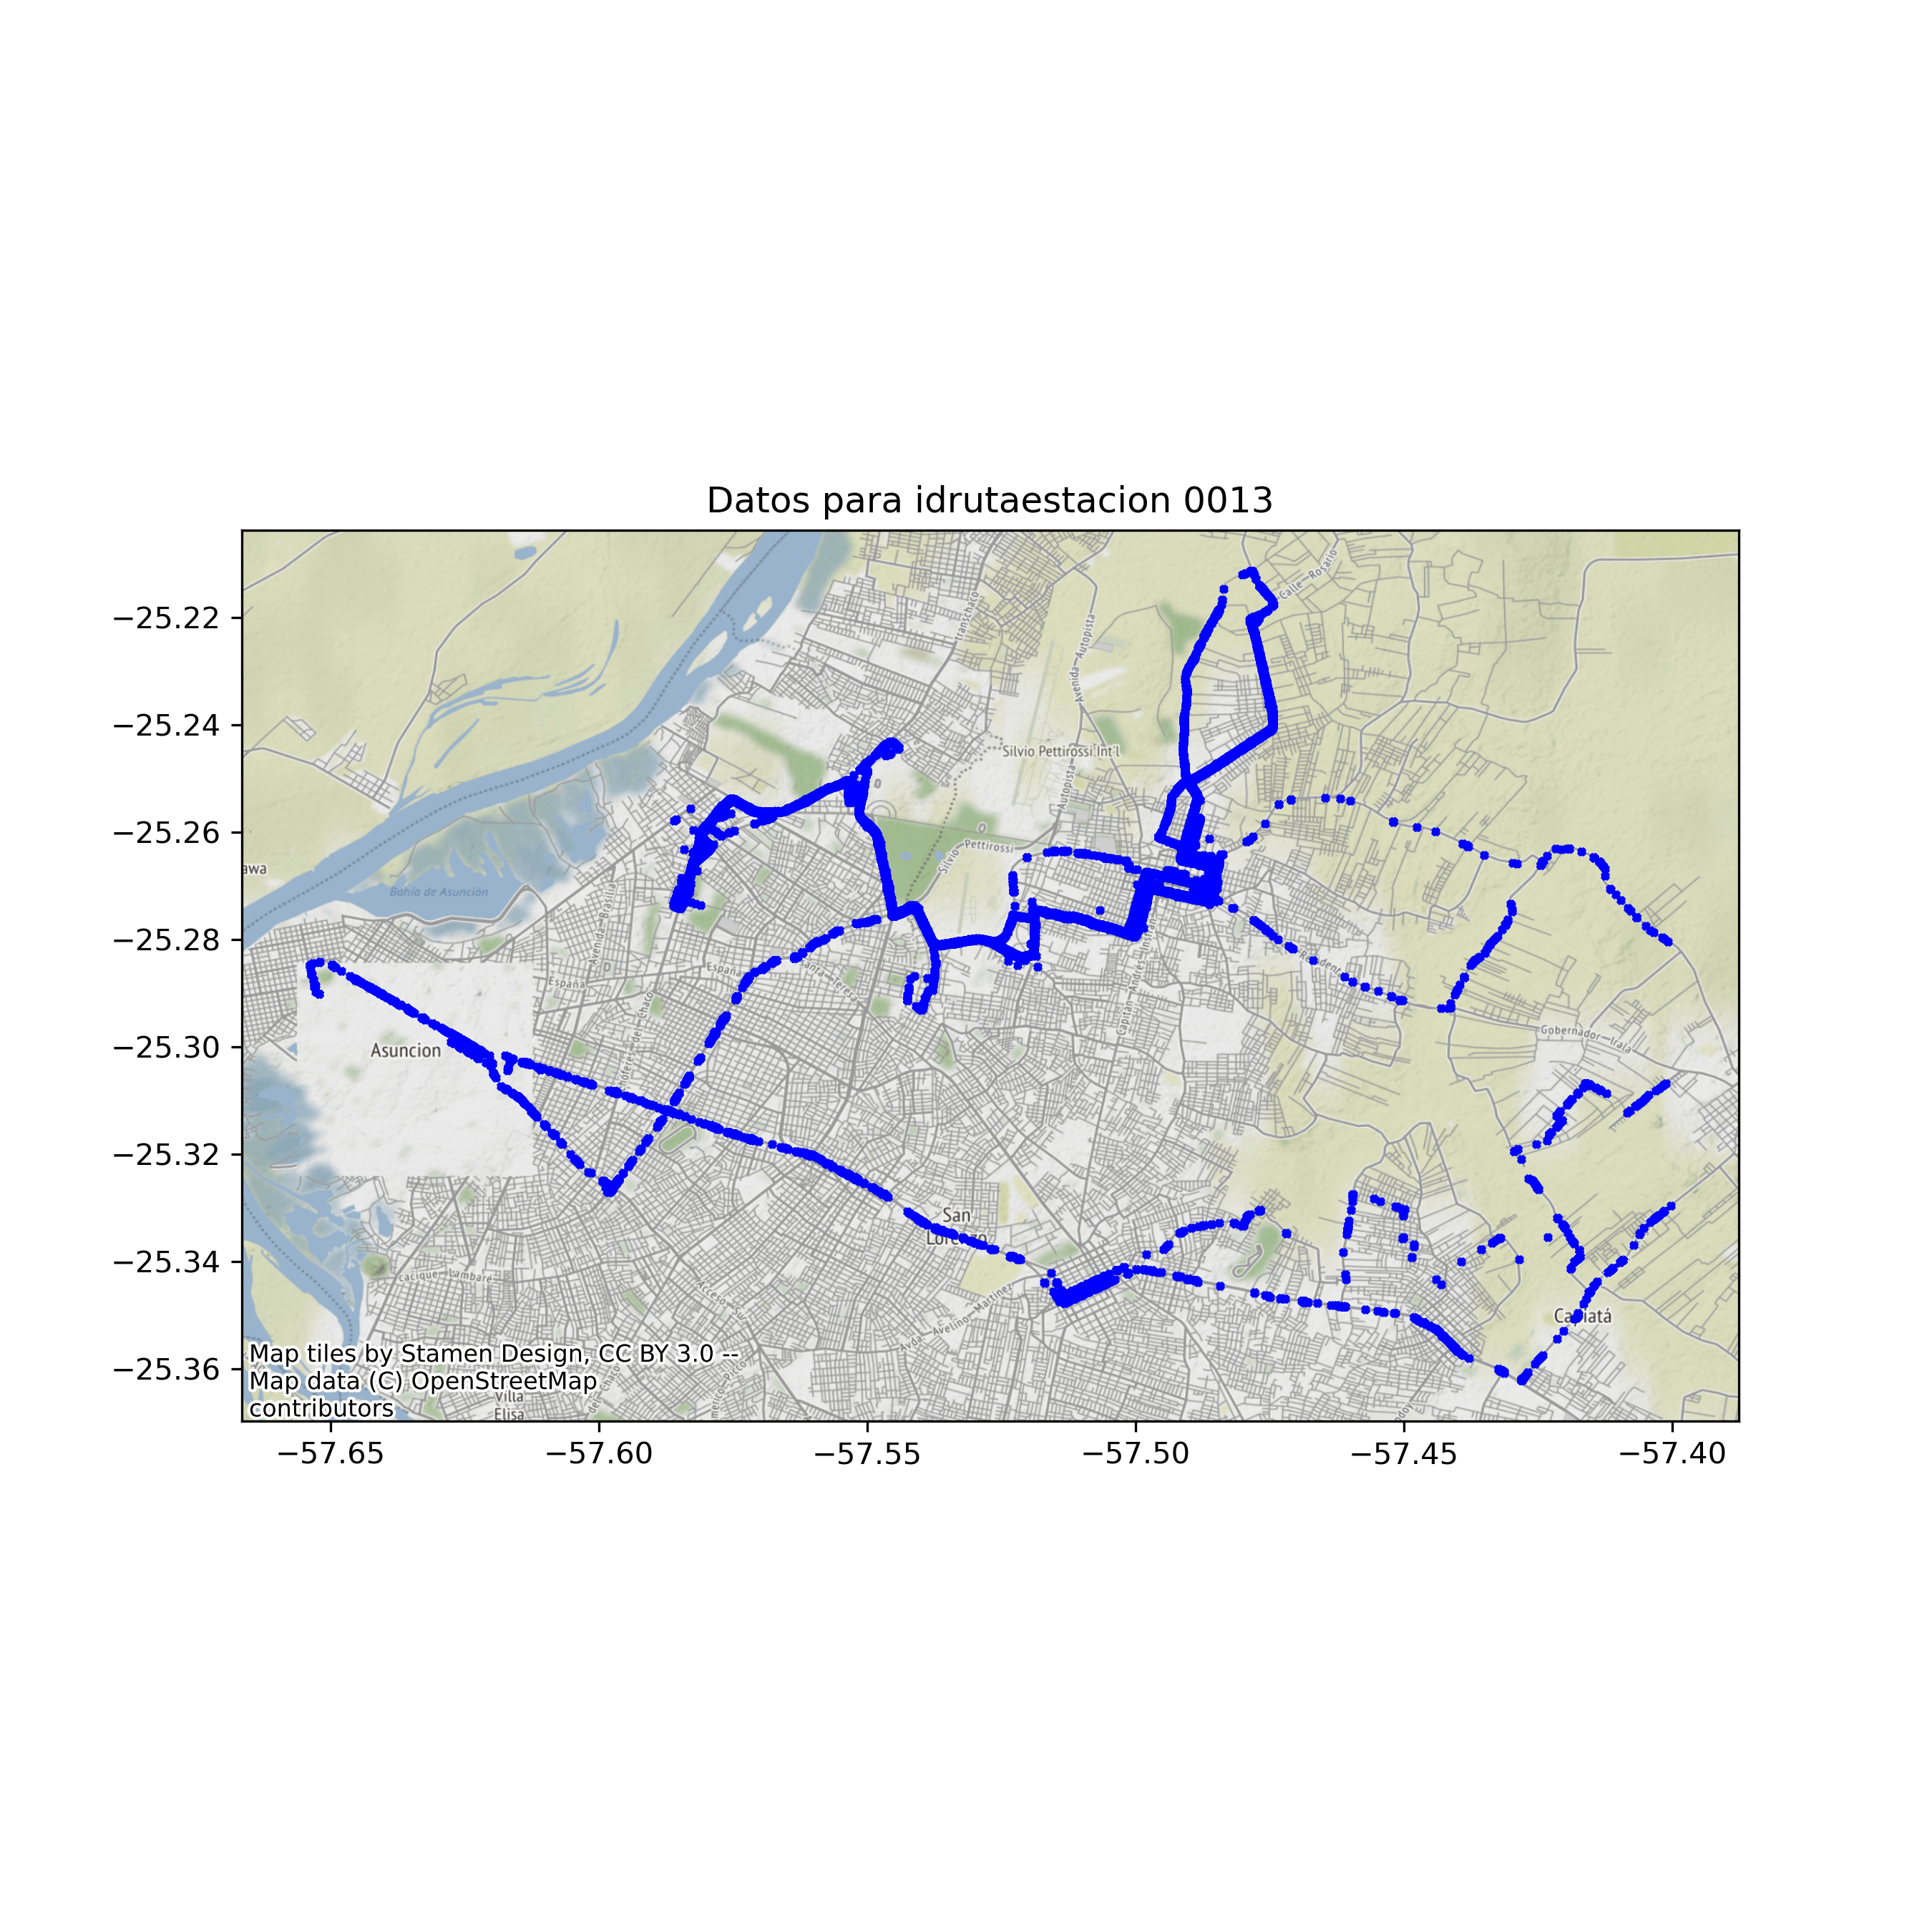 Datos para idrutaestacion 0013
−25.22
−25.24
−25.26
−25.28
−25.30
−25.32
−25.34
−25.36
Calle Rosario
Transchaco
Avenida Autopista
Silvio Pettirossi Int'l
Autopista
Silvio Pettirossi
awa
Bahía de Asunción
Avenida Brasilia
España
España
Santa Teresa
Gobernador Irala
Asuncion
San
Lorenzo
cacique Lambaré
Acceso Sur
Avda. Avelino Martinez
Capiatá
Map tiles by Stamen Design, CC BY 3.0 --
Map data (C) OpenStreetMap
contributors
Villa
Elisa
−57.65
−57.60
−57.55
−57.50
−57.45
−57.40